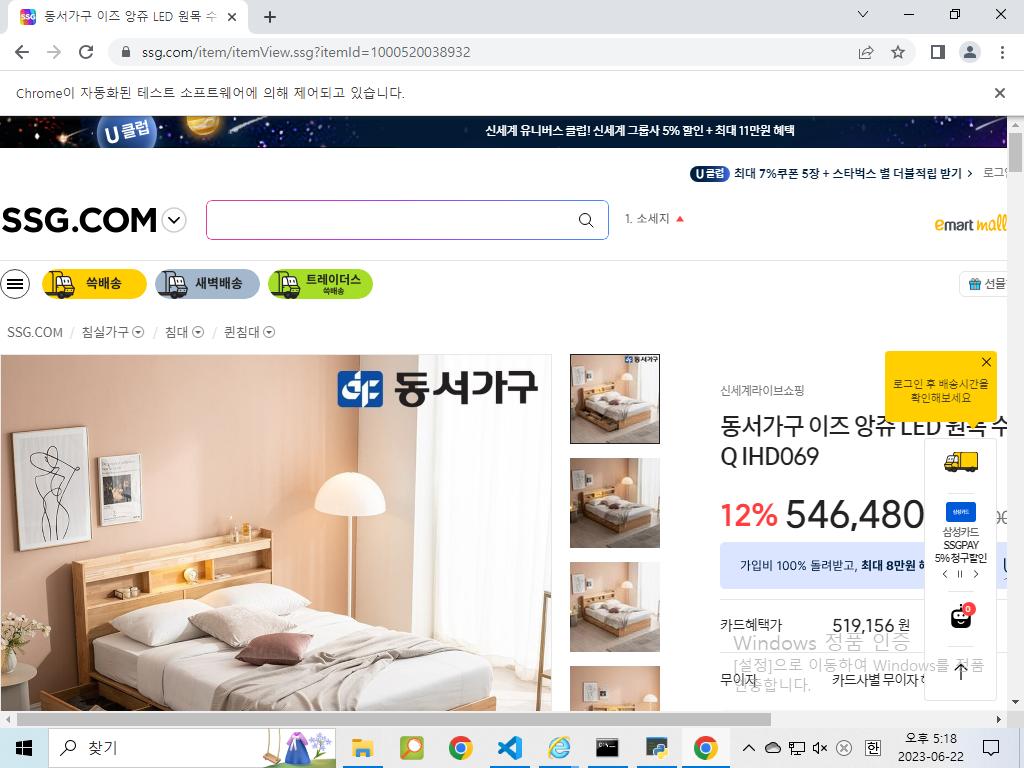 동서가구 이즈 앙쥬 LED 원목 수
ssg.com/item/itemView.ssg?itemId=1000520038932
Chrome이 자동화된 테스트 소프트웨어에 의해 제어되고 있습니다.
U클럽
신세계 유니버스 클럽! 신세계 그룹사 5% 할인 + 최대 11만원 혜택
U클럽 최대 7%쿠폰 5장 + 스타벅스 별 더블적립 받기 로그인
SSG.COM
1. 소세지
emart mall
쓱배송
새벽배송
트레이더스
쓱배송
선물
SSG.COM / 침실가구 / 침대 / 퀸침대
동서가구
동서가구
신세계라이브쇼핑
로그인 후 배송시간을
확인해보세요
동서가구 이즈 앙쥬 LED 원목 수
Q IHD069
12% 546,480
삼성카드
삼성카드
SSGPAY
5% 청구할인
가입비 100% 돌려받고, 최대 8만원 혜
0
카드혜택가 519,156 원
Windows 정품 인증
[설정]으로 이동하여 Windows를 정품
인증합니다.
무이자 카드사별 무이자
찾기
오후 5:18
한
2023-06-22